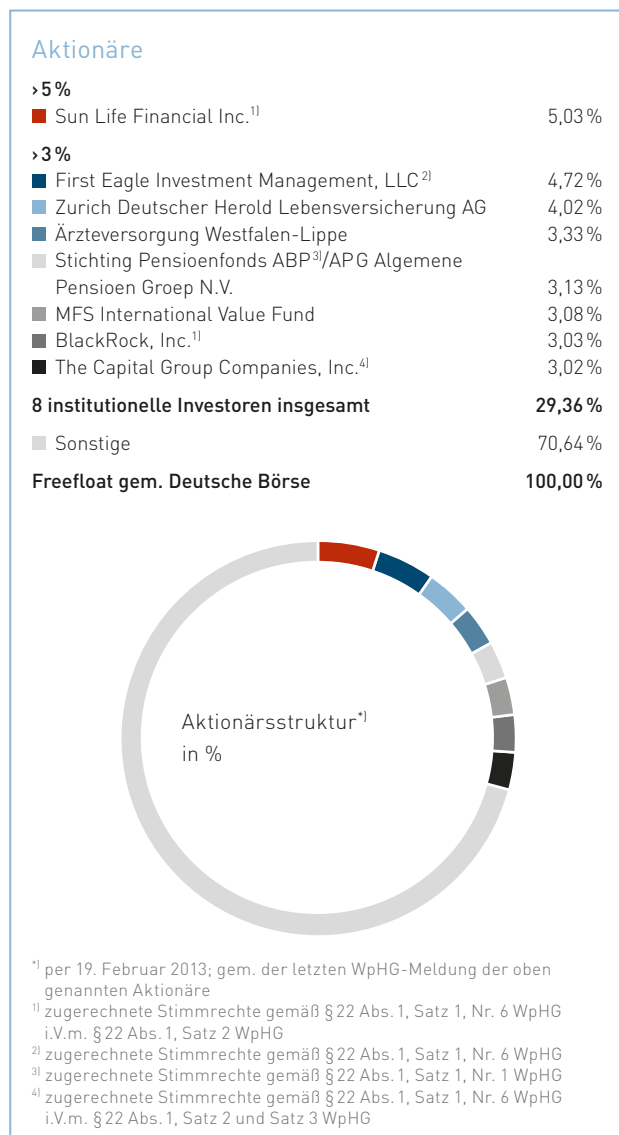 Aktionäre
›5 %
Sun Life Financial Inc.1) 5,03 %
›3 %
First Eagle Investment Management, LLC 2) 4,72 %
Zurich Deutscher Herold Lebensversicherung AG 4,02 %
Ärzteversorgung Westfalen-Lippe 3,33 %
Stichting Pensioenfonds ABP3)/APG Algemene
Pensioen Groep N.V. 3,13 %
MFS International Value Fund 3,08 %
BlackRock, Inc.1) 3,03 %
The Capital Group Companies, Inc.4) 3,02 %
8 institutionelle Investoren insgesamt 29,36 %
Sonstige 70,64 %
Freefloat gem. Deutsche Börse 100,00 %
Aktionärsstruktur*)
in %
*) per 19. Februar 2013; gem. der letzten WpHG-Meldung der oben
genannten Aktionäre
1) zugerechnete Stimmrechte gemäß § 22 Abs. 1, Satz 1, Nr. 6 WpHG
i.V.m. § 22 Abs. 1, Satz 2 WpHG
2) zugerechnete Stimmrechte gemäß § 22 Abs. 1, Satz 1, Nr. 6 WpHG
3) zugerechnete Stimmrechte gemäß § 22 Abs. 1, Satz 1, Nr. 1 WpHG
4) zugerechnete Stimmrechte gemäß § 22 Abs. 1, Satz 1, Nr. 6 WpHG
i.V.m. § 22 Abs. 1, Satz 2 und Satz 3 WpHG